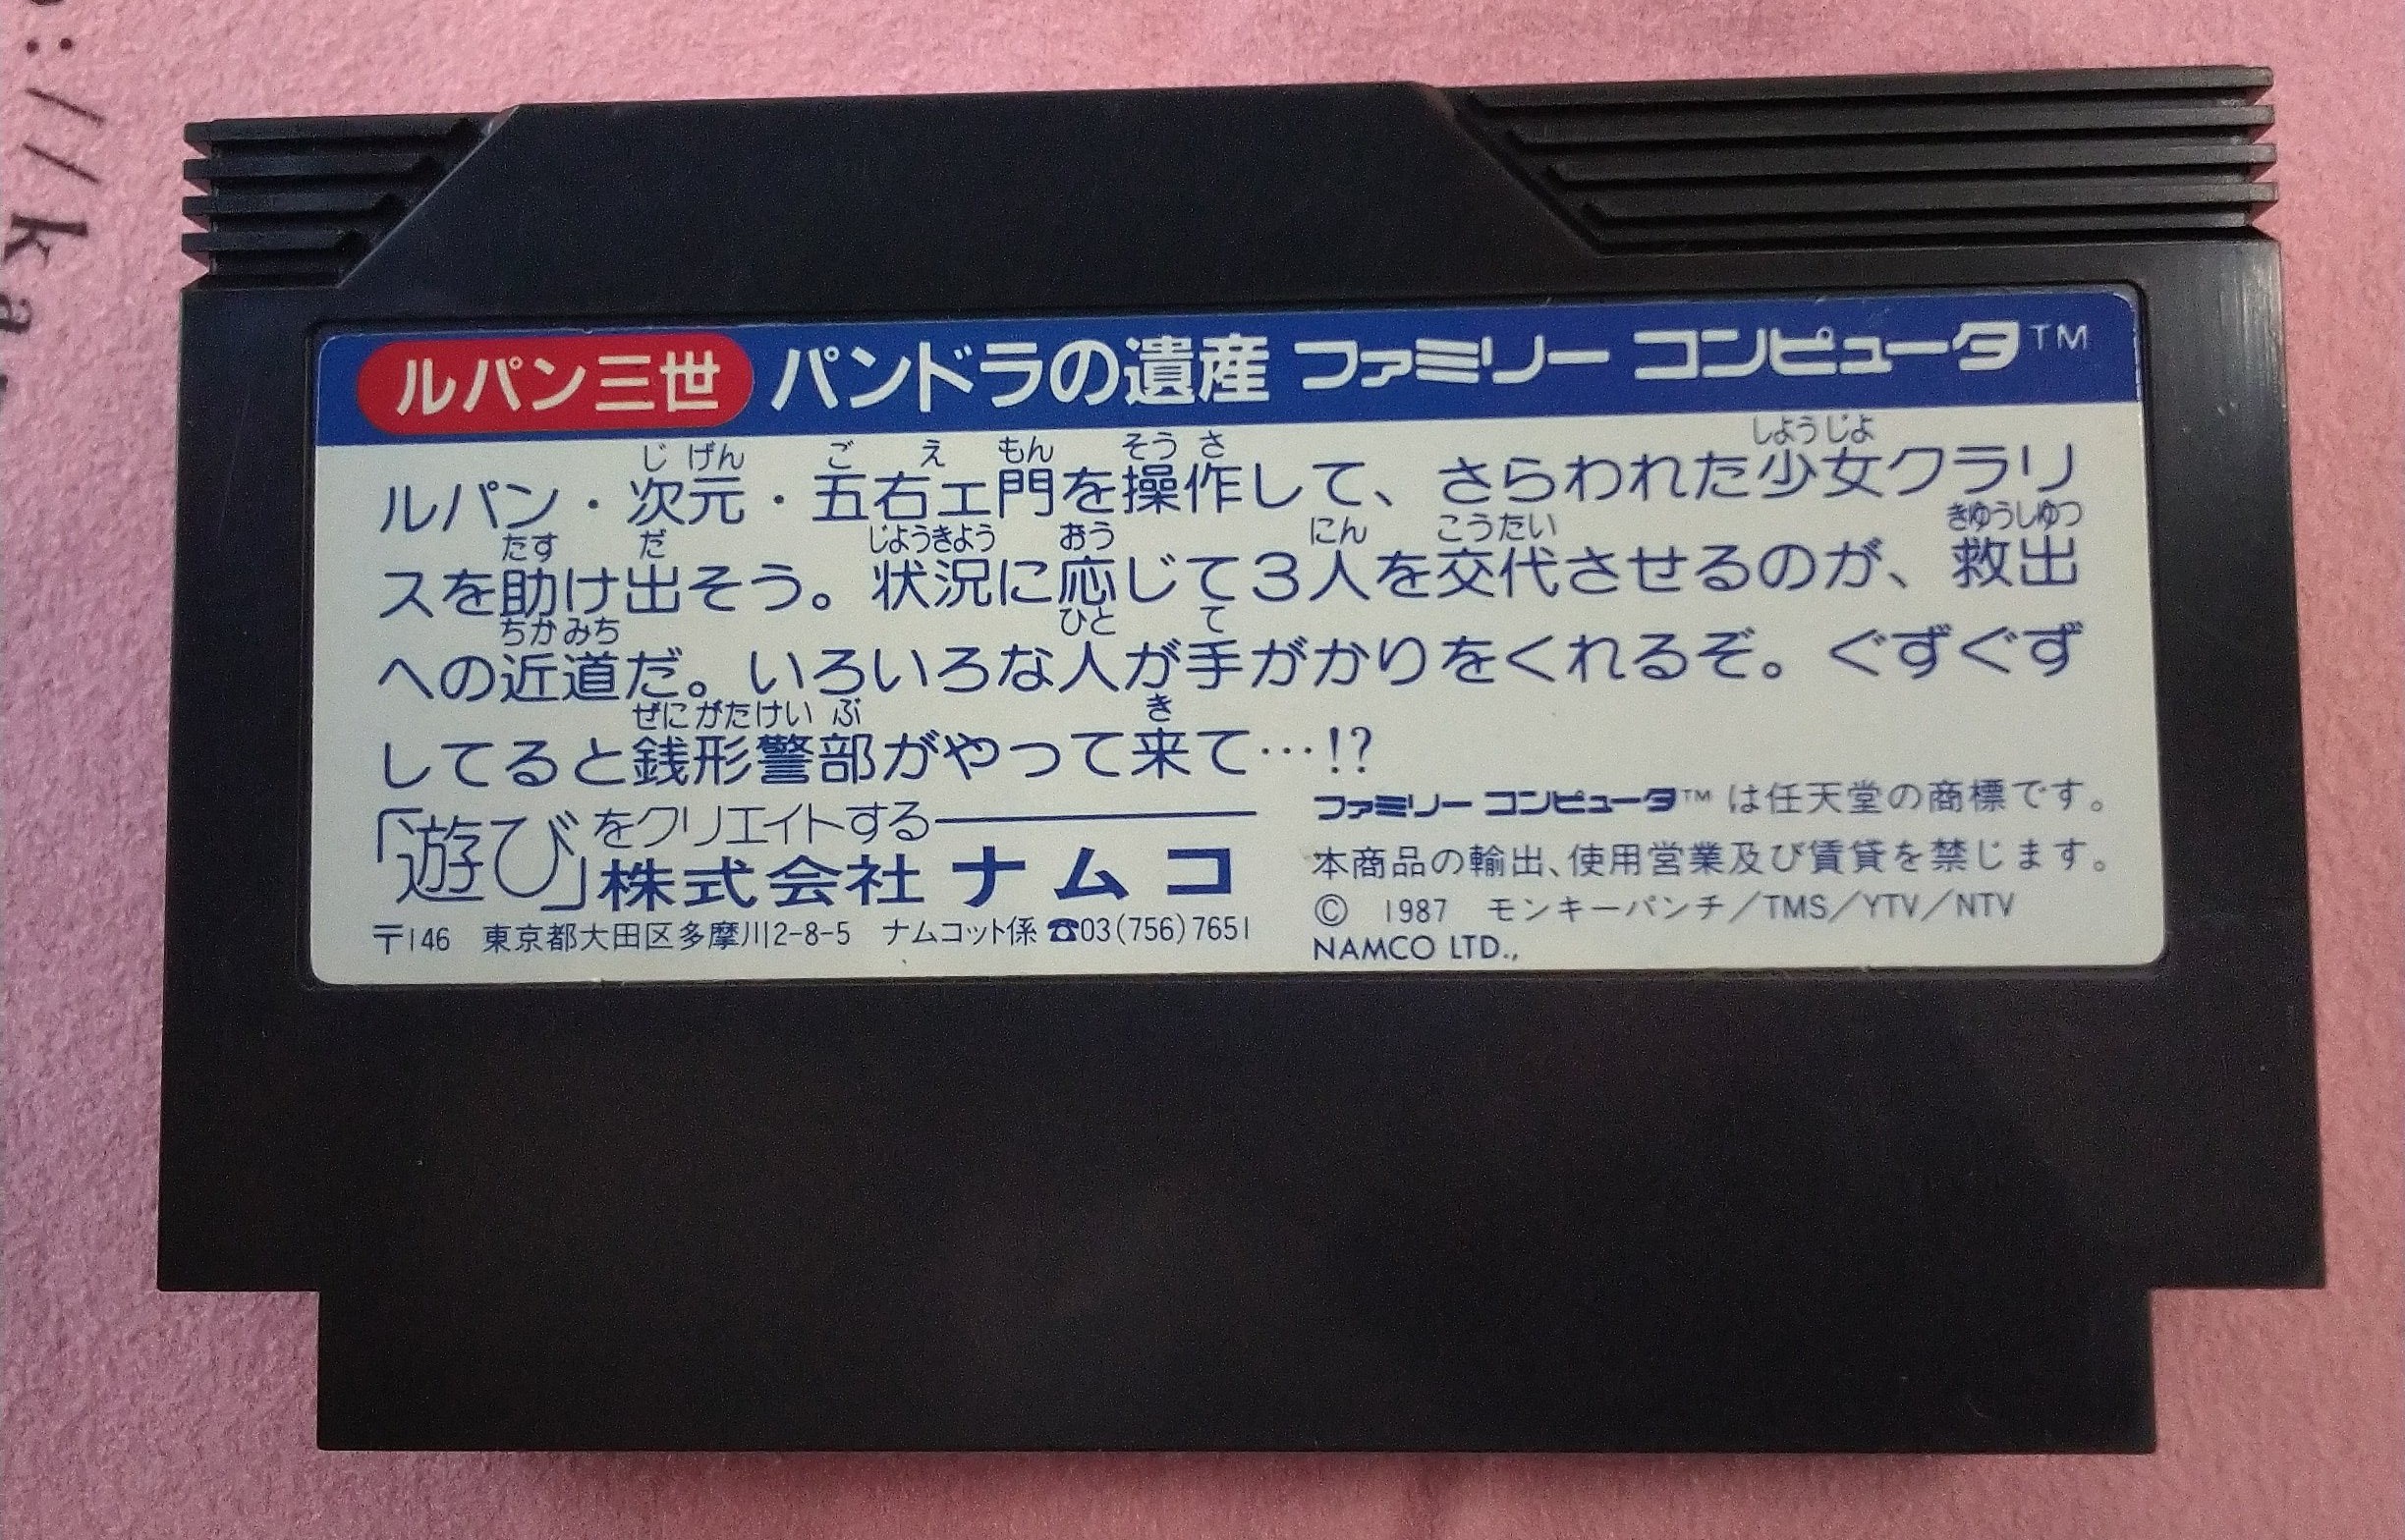 ://ka
ルパン三世 パンドラの遺産 ファミリー コンピュータ™
じ げん ご え もん そう さ しようじよ
ルパン・次元・五右エ門を操作して、さらわれた少女クラリ
たす だ じようきよう おう にん こうたい きゆうしゆつ
スを助け出そう。状況に応じて3人を交代させるのが、救出
ちかみち ひと て
への近道だ。いろいろな人が手がかりをくれるぞ。ぐずぐず
ぜにがたけい ぶ き
してると銭形警部がやって来て…!?
「遊び」をクリエイトする
株式会社 ナムコ
〒146 東京都大田区多摩川2-8-5 ナムコット係 ☎03(756)7651
ファミリー コンピュータ™は任天堂の商標です。
本商品の輸出、使用営業及び賃貸を禁じます。
© 1987 モンキーパンチ/TMS/YTV/NTV
NAMCO LTD.,